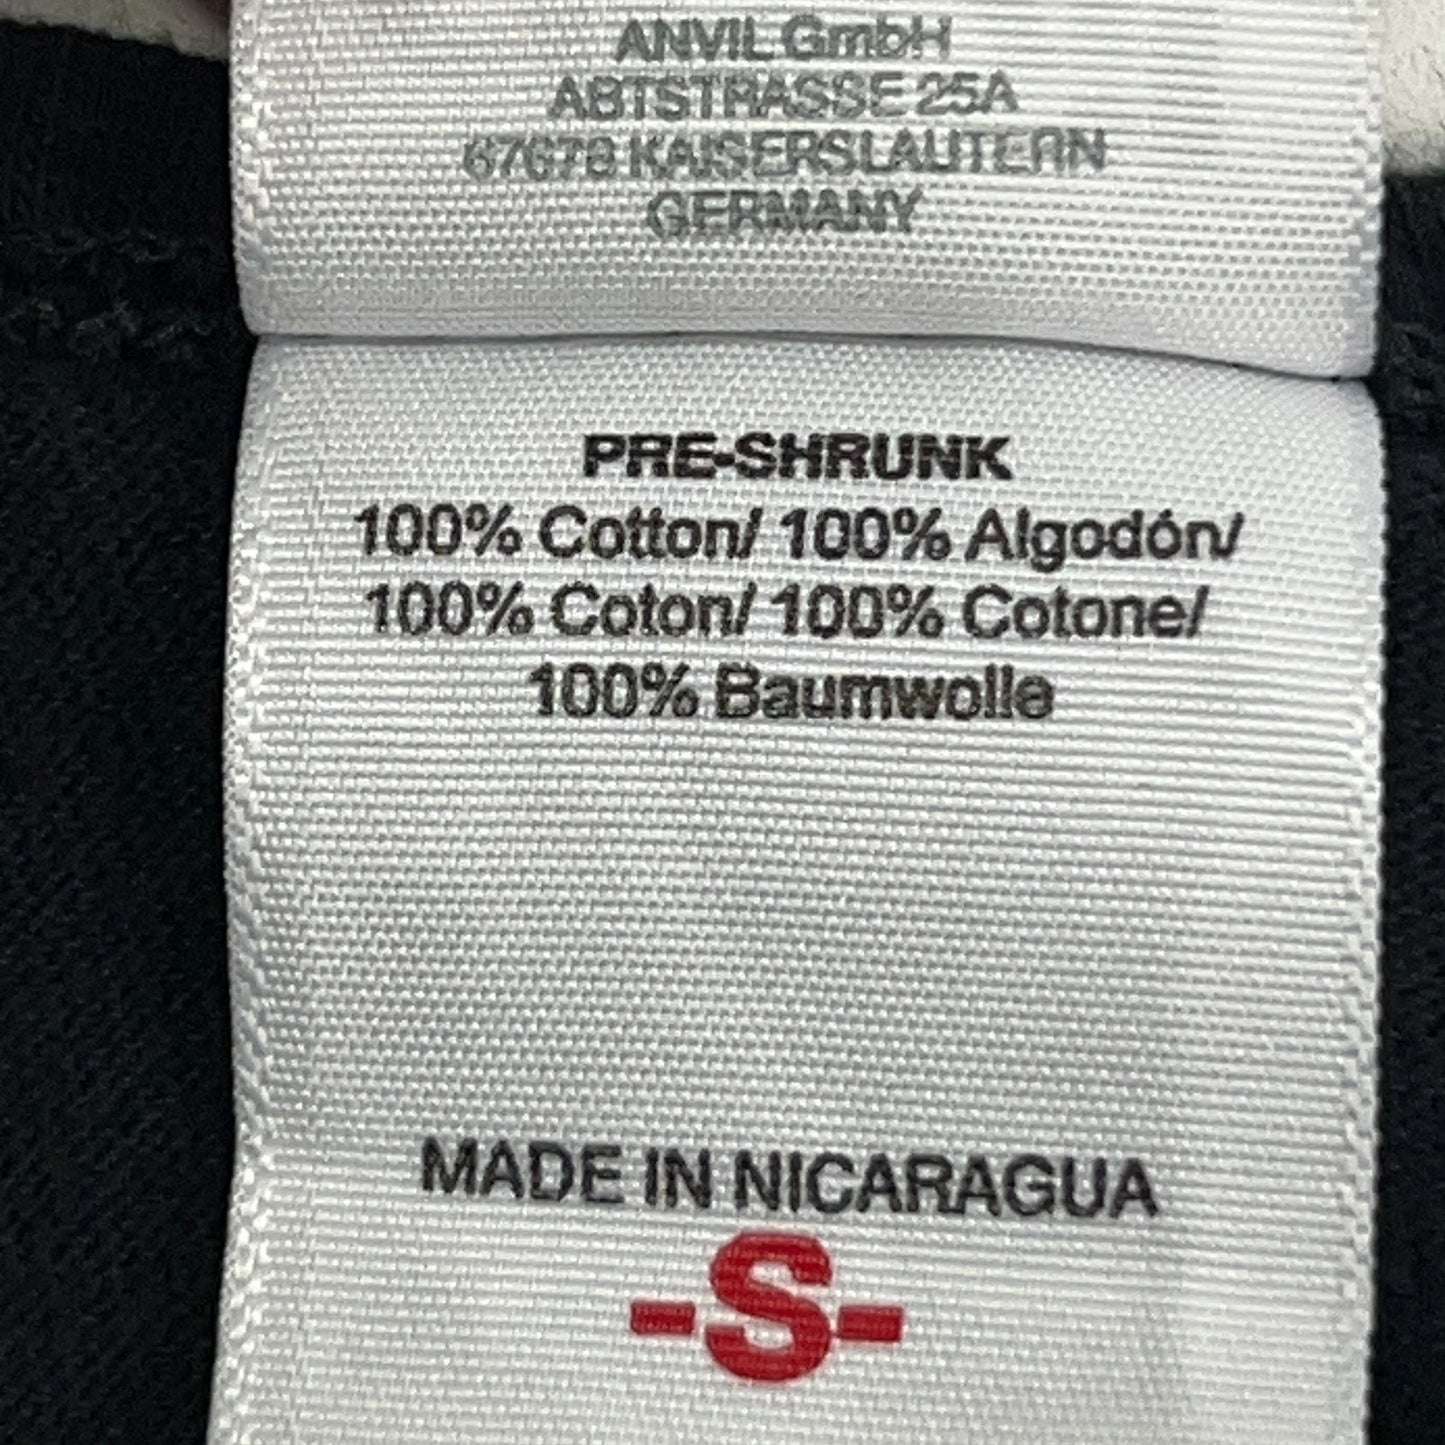 ANVIL GmbH
ABTSTRASSE 25A
67678 KAISERSLAUTERN
GERMANY
PRE-SHRUNK
100% Cotton/ 100% Algodón/
100% Coton/ 100% Cotone/
100% Baumwolle
MADE IN NICARAGUA
-S-